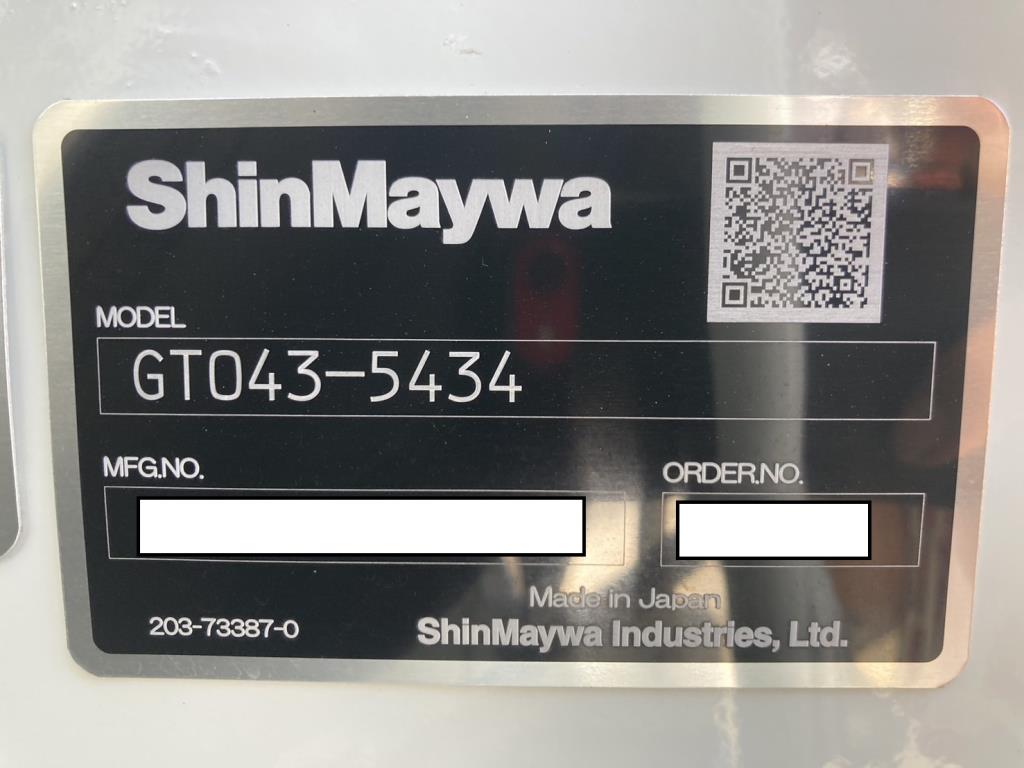 ShinMaywa
MODEL
GT043-5434
MFG.NO.
ORDER.NO.
Made in Japan
203-73387-0
ShinMaywa Industries, Ltd.